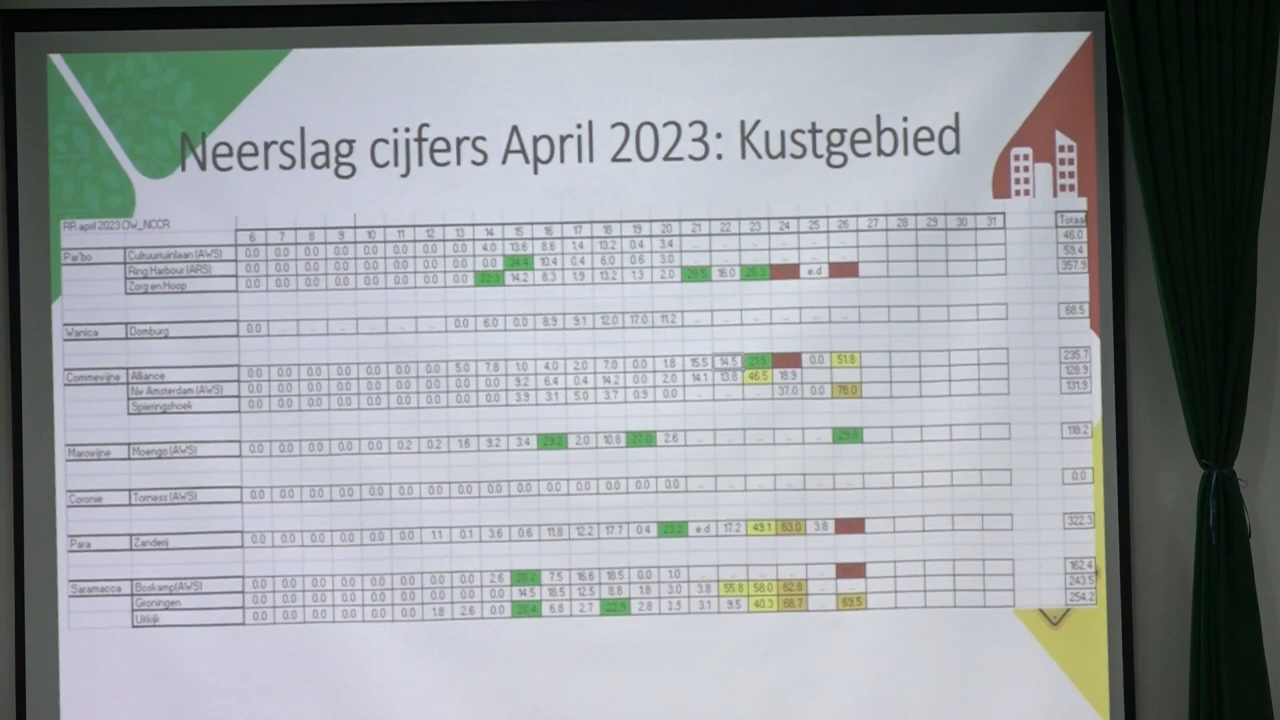 Neerslag cijfers April 2023: Kustgebied
RR april 2023 OW_NCCR 6 7 8 9 10 11 12 13 14 15 16 17 18 19 20 21 22 23 24 25 26 27 28 29 30 31 Totaal
Par'bo Cultuurtuinlaan (AWS) 0.0 0.0 0.0 0.0 0.0 0.0 0.0 0.0 4.0 13.6 8.6 1.4 13.2 0.4 3.4 46.0
Ring Harbour (ARS) 0.0 0.0 0.0 0.0 0.0 0.0 0.0 0.0 0.0 10.4 0.4 6.0 0.6 3.0 59.4
Zorg en Hoop 0.0 0.0 0.0 0.0 0.0 0.0 0.0 0.0 14.2 8.3 1.9 13.2 1.3 2.0 16.0 e.d 357.9
Wanica Domburg 0.0 0.0 6.0 0.0 8.9 9.1 12.0 17.0 11.2 68.5
Commewijne Alliance 0.0 0.0 0.0 0.0 0.0 0.0 0.0 5.0 7.8 1.0 4.0 2.0 7.0 0.0 1.6 15.5 14.5 21.5 0.0 51.8 235.7
Nw Amsterdam (AWS) 0.0 0.0 0.0 0.0 0.0 0.0 0.0 0.0 0.0 9.2 6.4 0.4 14.2 0.0 2.0 14.1 13.8 46.5 18.9 128.9
Spieringshoek 0.0 0.0 0.0 0.0 0.0 0.0 0.0 0.0 0.0 3.9 3.1 5.0 3.7 0.9 0.0 37.0 0.0 76.0 131.9
Marowijne Moengo (AWS) 0.0 0.0 0.0 0.0 0.0 0.2 0.2 1.6 9.2 3.4 29.2 2.0 10.8 27.0 2.6 29.8 118.2
Coronie Totness (AWS) 0.0 0.0 0.0 0.0 0.0 0.0 0.0 0.0 0.0 0.0 0.0 0.0 0.0 0.0 0.0 0.0
Para Zanderij 0.0 0.0 0.0 0.0 0.0 0.0 1.1 0.1 3.6 0.6 11.8 12.2 17.7 0.4 23.2 e.d 17.2 49.1 63.0 3.8 322.3
Saramacca Boskamp (AWS) 0.0 0.0 0.0 0.0 0.0 0.0 0.0 0.0 2.6 7.5 16.6 18.5 0.0 1.0 162.4
Groningen 0.0 0.0 0.0 0.0 0.0 0.0 0.0 0.0 0.0 14.5 18.5 12.5 8.8 1.8 3.0 3.8 55.8 58.0 62.8 243.5
Uitkijk 0.0 0.0 0.0 0.0 0.0 0.0 1.8 2.6 0.0 20.4 6.8 2.7 22.9 2.8 1.5 3.1 9.5 40.3 68.7 69.5 254.2